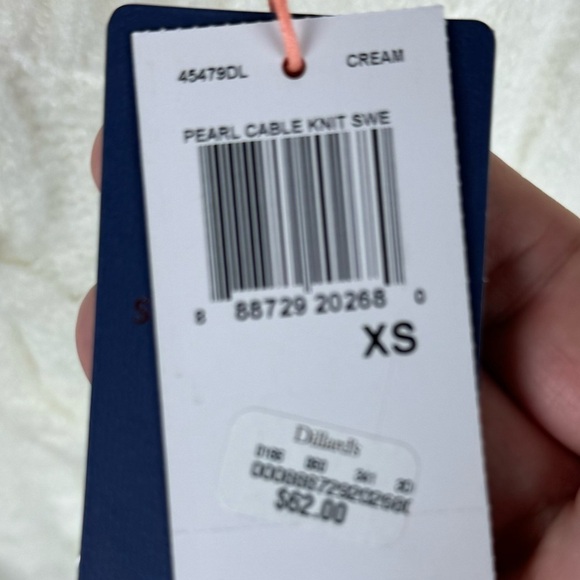 45479DL CREAM
PEARL CABLE KNIT SWE
8 88729 20268 0
XS
Dillard's
$62.00